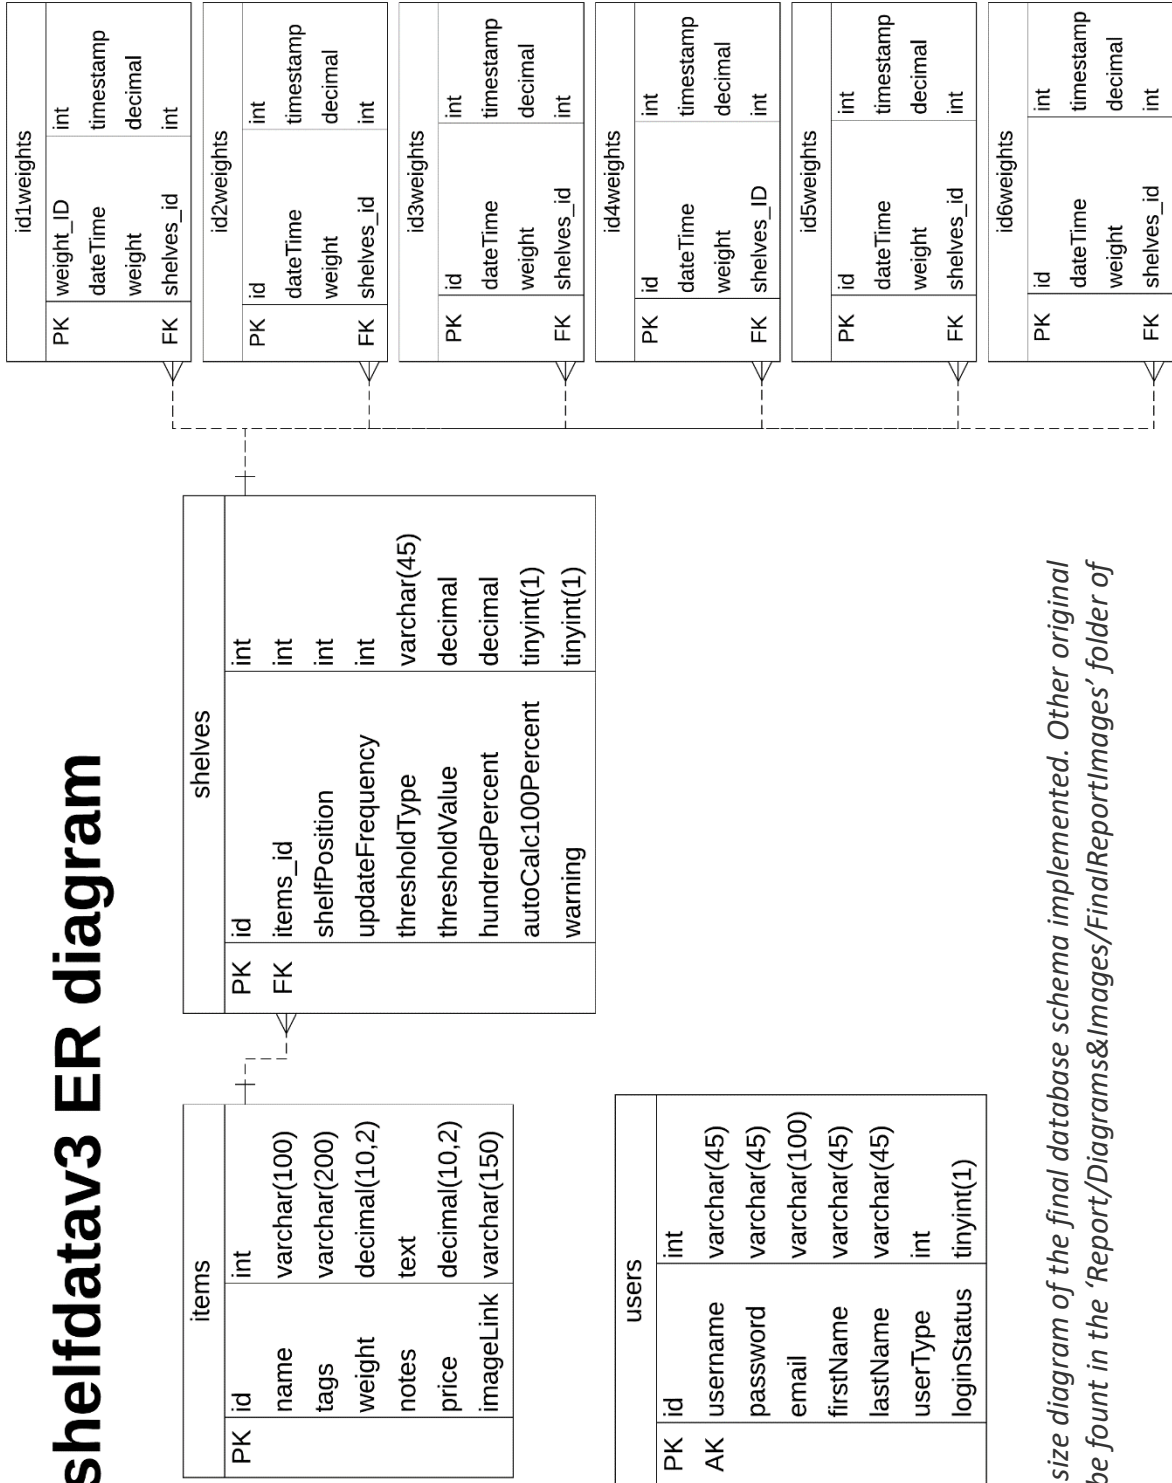 shelfdatav3 ER diagram
items
PK id int
name varchar(100)
tags varchar(200)
weight decimal(10,2)
notes text
price decimal(10,2)
imageLink varchar(150)
users
PK id int
AK username varchar(45)
password varchar(45)
email varchar(100)
firstName varchar(45)
lastName varchar(45)
userType int
loginStatus tinyint(1)
shelves
PK id int
FK items_id int
shelfPosition int
updateFrequency int
thresholdType varchar(45)
thresholdValue decimal
hundredPercent decimal
autoCalc100Percent tinyint(1)
warning tinyint(1)
id1weights
PK weight_ID int
dateTime timestamp
weight decimal
FK shelves_id int
id2weights
PK id int
dateTime timestamp
weight decimal
FK shelves_id int
id3weights
PK id int
dateTime timestamp
weight decimal
FK shelves_id int
id4weights
PK id int
dateTime timestamp
weight decimal
FK shelves_ID int
id5weights
PK id int
dateTime timestamp
weight decimal
FK shelves_id int
id6weights
PK id int
dateTime timestamp
weight decimal
FK shelves_id int
size diagram of the final database schema implemented. Other original
be fount in the ‘Report/Diagrams&Images/FinalReportImages’ folder of